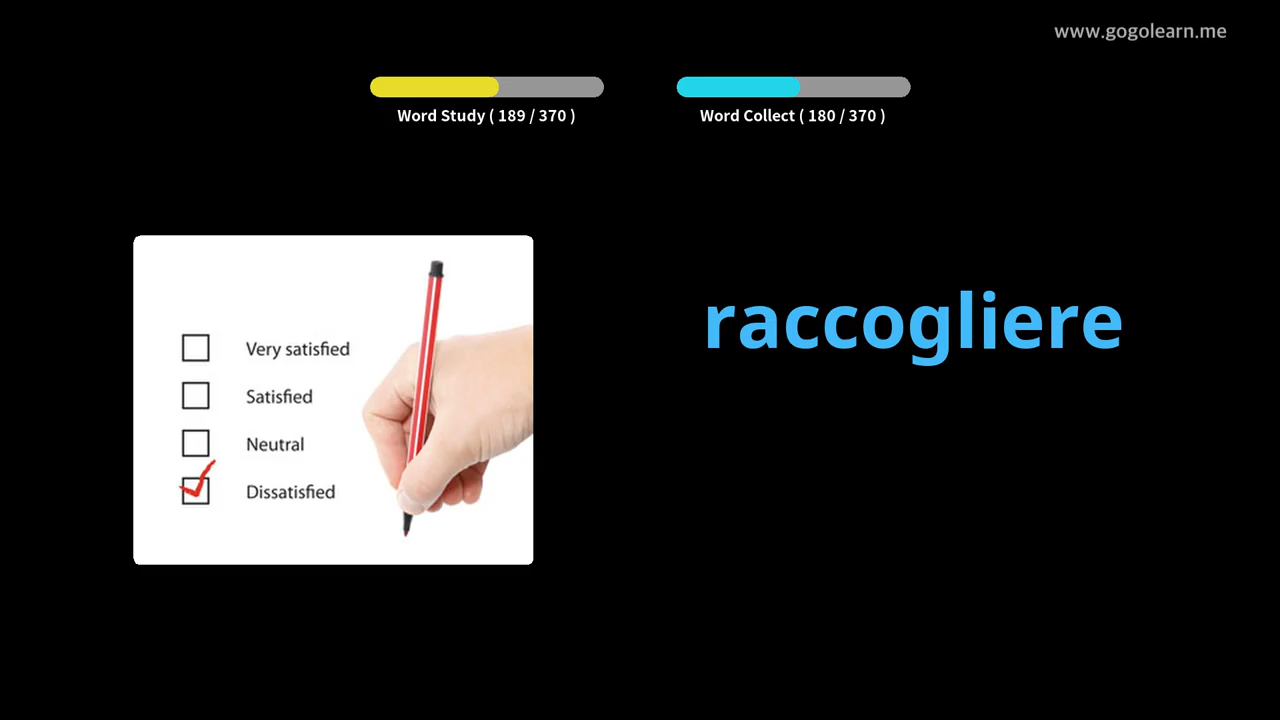 www.gogolearn.me
Word Study ( 189 / 370 )
Word Collect ( 180 / 370 )
raccogliere
Very satisfied
Satisfied
Neutral
Dissatisfied